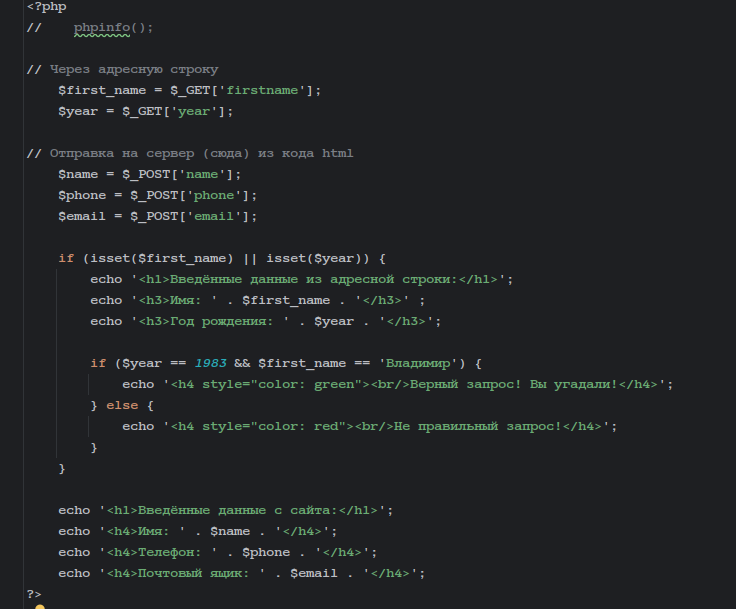 <?php
//    phpinfo();
// Через адресную строку
    $first_name = $_GET['firstname'];
    $year = $_GET['year'];
// Отправка на сервер (сюда) из кода html
    $name = $_POST['name'];
    $phone = $_POST['phone'];
    $email = $_POST['email'];
    if (isset($first_name) || isset($year)) {
        echo '<h1>Введённые данные из адресной строки:</h1>';
        echo '<h3>Имя: ' . $first_name . '</h3>' ;
        echo '<h3>Год рождения: ' . $year . '</h3>';
        if ($year == 1983 && $first_name == 'Владимир') {
            echo '<h4 style="color: green"><br/>Верный запрос! Вы угадали!</h4>';
        } else {
            echo '<h4 style="color: red"><br/>Не правильный запрос!</h4>';
        }
    }
    echo '<h1>Введённые данные с сайта:</h1>';
    echo '<h4>Имя: ' . $name . '</h4>';
    echo '<h4>Телефон: ' . $phone . '</h4>';
    echo '<h4>Почтовый ящик: ' . $email . '</h4>';
?>